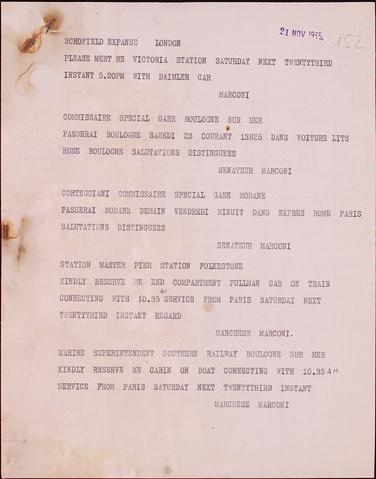 21 NOV 1935
152
SCHOFIELD EXPANSE LONDON
PLEASE MEET ME VICTORIA STATION SATURDAY NEXT TWENTYTHIRD
INSTANT 5.20PM WITH DAIMLER CAR
MARCONI
COMMISSAIRE SPECIAL GARE BOULOGNE SUR MER
PASSERAI BOULOGNE SAMEDI 23 COURANT 13H25 DANS VOITURE LITS
ROME BOULOGNE SALUTATIONS DISTINGUEES
SENATEUR MARCONI
CORTEGGIANI COMMISSAIRE SPECIAL GARE MODANE
PASSERAI MODANE DEMAIN VENDREDI MINUIT DANS EXPRES ROME PARIS
SALUTATIONS DISTINGUEES
SENATEUR MARCONI
STATION MASTER PIER STATION FOLKESTONE
KINDLY RESERVE ME END COMPARTMENT PULLMAN CAR ON TRAIN
CONNECTING WITH 10.35 AM SERVICE FROM PARIS SATURDAY NEXT
TWENTYTHIRD INSTANT REGARD
MARCHESE MARCONI.
MARINE SUPERINTENDENT SOUTHERN RAILWAY BOULOGNE SUR MER
KINDLY RESERVE ME CABIN ON BOAT CONNECTING WITH 10.35 AM
SERVICE FROM PARIS SATURDAY NEXT TWENTYTHIRD INSTANT
MARCHESE MARCONI